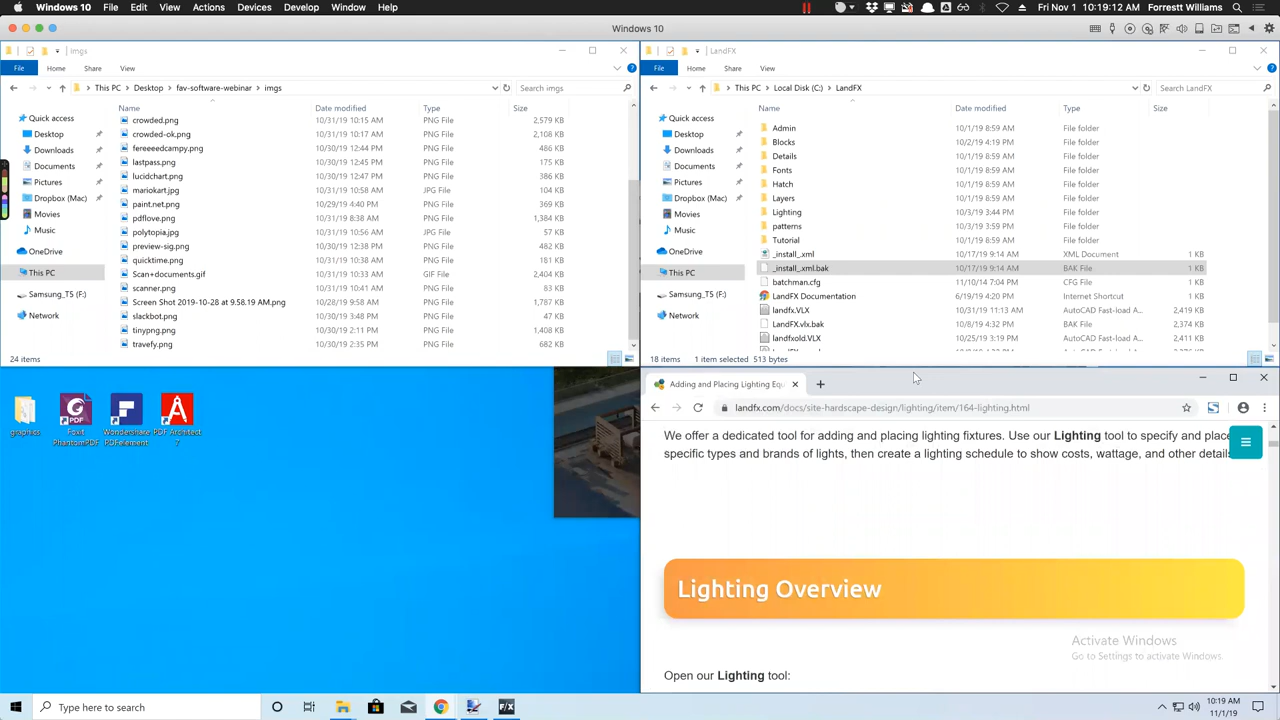 Windows 10 File Edit View Actions Devices Develop Window Help Fri Nov 1 10:19:12 AM Forrest Williams
Windows 10
imgs
File Home Share View
This PC Desktop fav-software-webinar imgs Search imgs
Name Date modified Type Size
Quick access
Desktop
Downloads
Documents
Pictures
Dropbox (Mac)
Movies
Music
OneDrive
This PC
Samsung_T5 (F:)
Network
crowded.png 10/31/19 10:15 AM PNG File 2,579 KB
crowded-ok.png 10/31/19 10:17 AM PNG File 2,108 KB
fereeeedcampy.png 10/30/19 12:44 PM PNG File 486 KB
lastpass.png 10/30/19 12:45 PM PNG File 175 KB
lucidchart.png 10/30/19 12:47 PM PNG File 386 KB
mariokart.jpg 10/31/19 10:58 AM JPG File 104 KB
paint.net.png 10/29/19 4:40 PM PNG File 369 KB
pdflove.png 10/31/19 8:38 AM PNG File 1,384 KB
polytopia.jpg 10/31/19 10:56 AM JPG File 57 KB
preview-sig.png 10/30/19 12:38 PM PNG File 482 KB
quicktime.png 10/31/19 10:38 AM PNG File 181 KB
Scan+documents.gif 10/31/19 10:33 AM GIF File 2,404 KB
scanner.png 10/31/19 10:41 AM PNG File 83 KB
Screen Shot 2019-10-28 at 9.58.19 AM.png 10/28/19 9:58 AM PNG File 1,787 KB
slackbot.png 10/30/19 3:48 PM PNG File 47 KB
tinypng.png 10/30/19 2:11 PM PNG File 1,408 KB
travefy.png 10/30/19 2:35 PM PNG File 682 KB
24 items
LandFX
File Home Share View
This PC Local Disk (C:) LandFX Search LandFX
Name Date modified Type Size
Quick access
Desktop
Downloads
Documents
Pictures
Dropbox (Mac)
Movies
Music
OneDrive
This PC
Samsung_T5 (F:)
Network
Admin 10/1/19 8:59 AM File folder
Blocks 10/2/19 4:19 PM File folder
Details 10/1/19 8:59 AM File folder
Fonts 10/1/19 8:59 AM File folder
Hatch 10/1/19 8:59 AM File folder
Layers 10/1/19 8:59 AM File folder
Lighting 10/3/19 3:44 PM File folder
patterns 10/3/19 3:59 PM File folder
Tutorial 10/1/19 8:59 AM File folder
_install_.xml 10/17/19 9:14 AM XML Document 1 KB
_install_.xml.bak 10/17/19 9:14 AM BAK File 1 KB
batchman.cfg 11/10/14 7:04 PM CFG File 1 KB
LandFX Documentation 6/19/19 4:20 PM Internet Shortcut 1 KB
landfx.VLX 10/31/19 11:13 AM AutoCAD Fast-load A... 2,419 KB
LandFX.vlx.bak 10/8/19 4:32 PM BAK File 2,374 KB
landfxold.VLX 10/25/19 3:19 PM AutoCAD Fast-load A... 2,411 KB
18 items 1 item selected 513 bytes
graphics
Foxit PhantomPDF
Wondershare PDFelement
PDF Architect 7
Adding and Placing Lighting Equ
landfx.com/docs/site-hardscape-design/lighting/item/164-lighting.html
We offer a dedicated tool for adding and placing lighting fixtures. Use our Lighting tool to specify and place
specific types and brands of lights, then create a lighting schedule to show costs, wattage, and other details
Lighting Overview
Activate Windows
Go to Settings to activate Windows.
Open our Lighting tool:
Type here to search F/X 10:19 AM
11/1/19